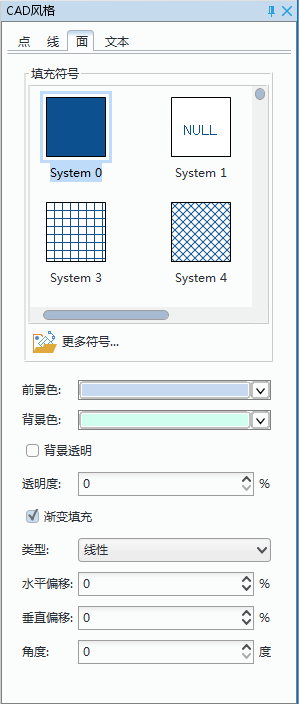 CAD风格
点 线 面 文本
填充符号
NULL
System 0 System 1
System 3 System 4
更多符号...
前景色:
背景色:
背景透明
透明度: 0 %
渐变填充
类型: 线性
水平偏移: 0 %
垂直偏移: 0 %
角度: 0 度